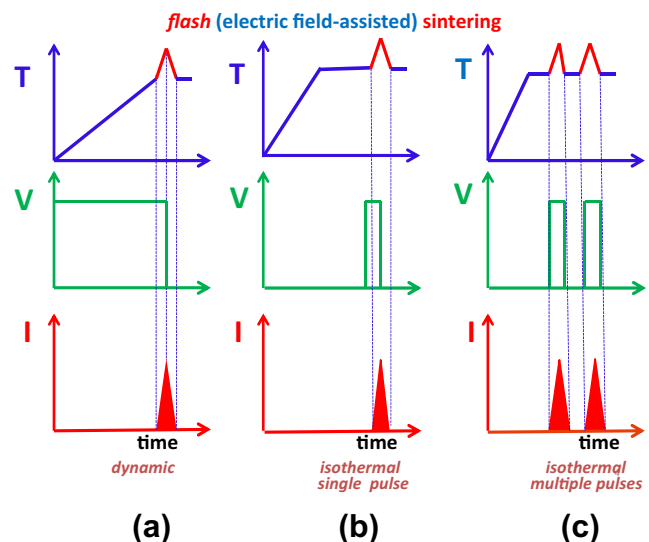 flash (electric field-assisted) sintering
T
T
T
V
V
V
I
I
I
time
time
time
dynamic
isothermal
single pulse
isothermal
multiple pulses
(a)
(b)
(c)